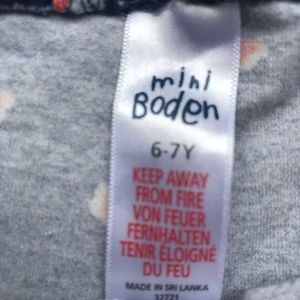 mini
Boden
6-7Y
KEEP AWAY
FROM FIRE
VON FEUER
FERNHALTEN
TENIR ÉLOIGNÉ
DU FEU
MADE IN SRI LANKA
32721